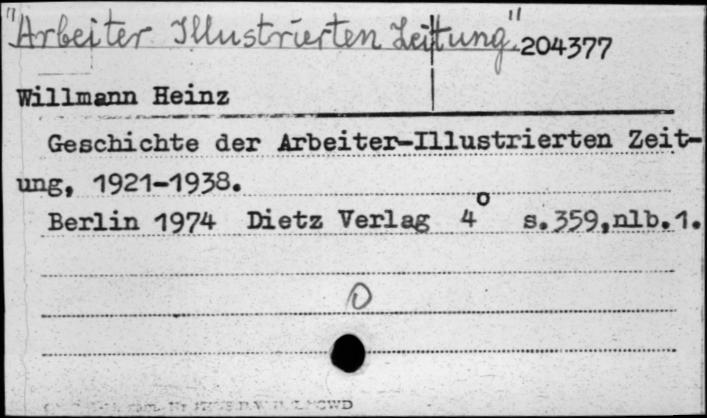 "Arbeiter Illustrierten Zeitung" 204377
Willmann Heinz
Geschichte der Arbeiter-Illustrierten Zeit-
ung, 1921-1938.
Berlin 1974 Dietz Verlag 4º s.359,nlb.1.